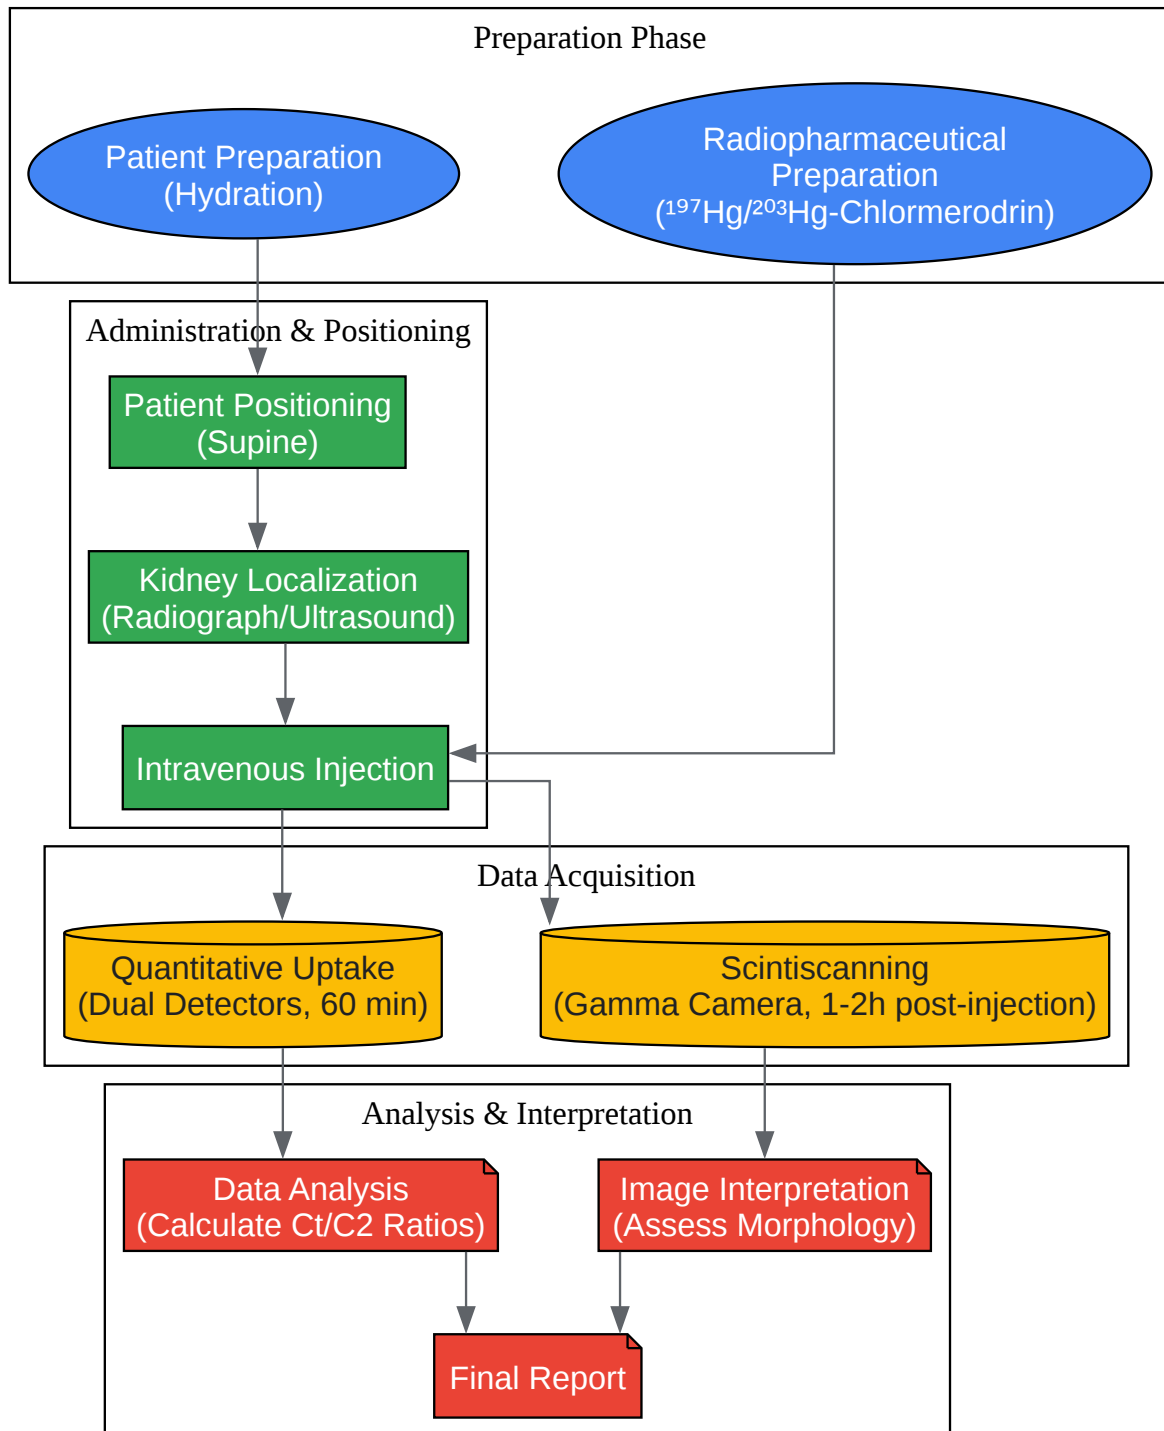 Preparation Phase
Patient Preparation
(Hydration)
Radiopharmaceutical
Preparation
(¹⁹⁷Hg/²⁰³Hg-Chlormerodrin)
Administration & Positioning
Patient Positioning
(Supine)
Kidney Localization
(Radiograph/Ultrasound)
Intravenous Injection
Data Acquisition
Quantitative Uptake
(Dual Detectors, 60 min)
Scintiscanning
(Gamma Camera, 1-2h post-injection)
Analysis & Interpretation
Data Analysis
(Calculate Ct/C2 Ratios)
Image Interpretation
(Assess Morphology)
Final Report